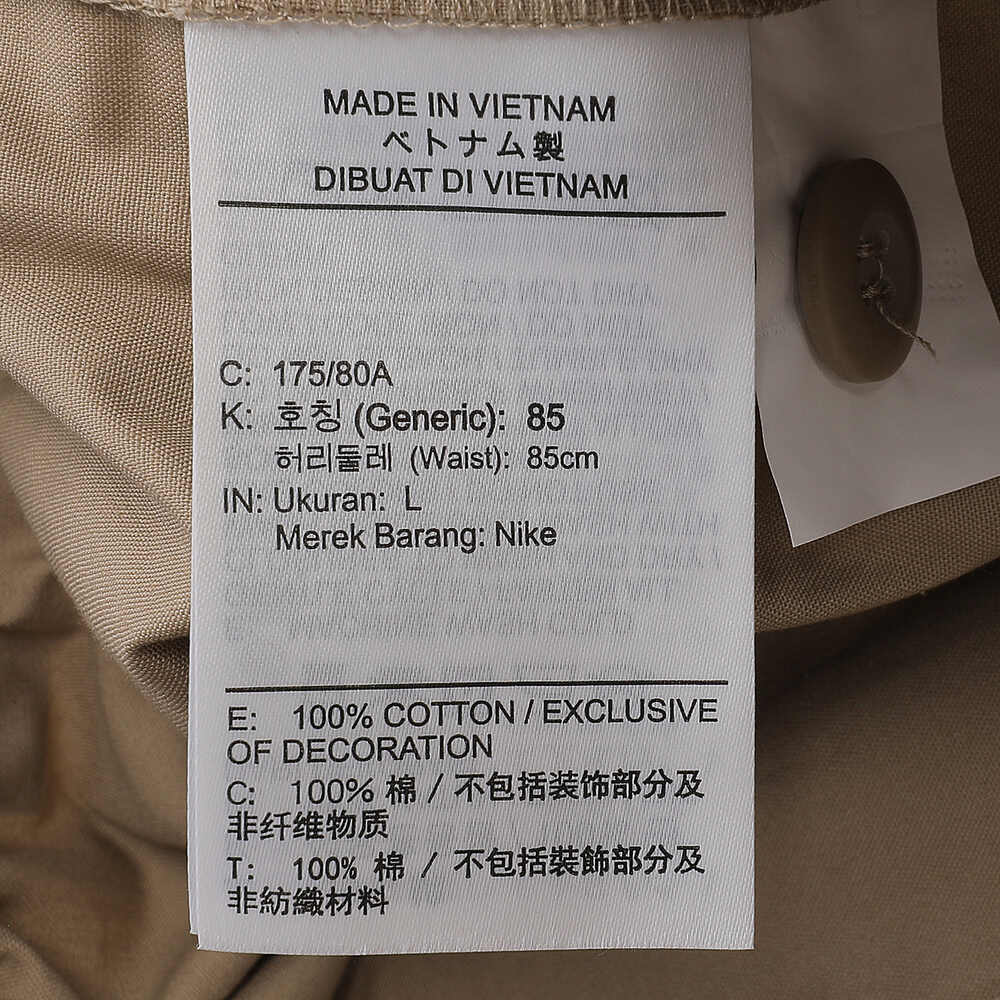 MADE IN VIETNAM
ベトナム製
DIBUAT DI VIETNAM
C: 175/80A
K: 호칭 (Generic): 85
허리둘레 (Waist): 85cm
IN: Ukuran: L
Merek Barang: Nike
E: 100% COTTON / EXCLUSIVE
OF DECORATION
C: 100% 棉 / 不包括装饰部分及
非纤维物质
T: 100% 棉 / 不包括裝飾部分及
非紡織材料